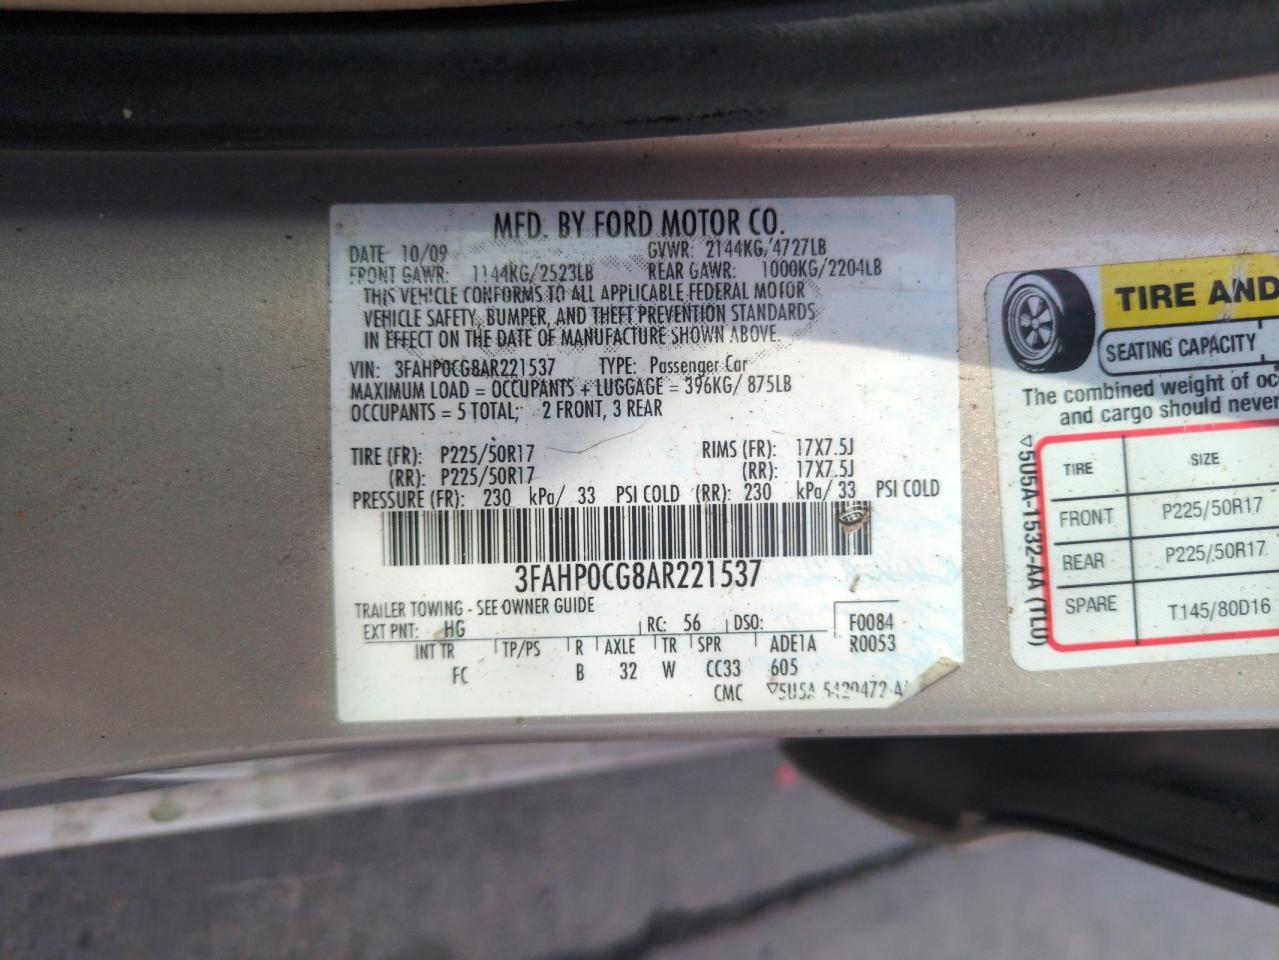 MFD. BY FORD MOTOR CO.
DATE: 10/09 GVWR: 2144KG/4727LB
FRONT GAWR: 1144KG/2523LB REAR GAWR: 1000KG/2204LB
THIS VEHICLE CONFORMS TO ALL APPLICABLE FEDERAL MOTOR
VEHICLE SAFETY, BUMPER, AND THEFT PREVENTION STANDARDS
IN EFFECT ON THE DATE OF MANUFACTURE SHOWN ABOVE.
VIN: 3FAHP0CG8AR221537 TYPE: Passenger Car
MAXIMUM LOAD = OCCUPANTS + LUGGAGE = 396KG/ 875LB
OCCUPANTS = 5 TOTAL; 2 FRONT, 3 REAR
TIRE (FR): P225/50R17 RIMS (FR): 17X7.5J
(RR): P225/50R17 (RR): 17X7.5J
PRESSURE (FR): 230 kPa/ 33 PSI COLD (RR): 230 kPa/ 33 PSI COLD
3FAHP0CG8AR221537
TRAILER TOWING - SEE OWNER GUIDE
EXT PNT: HG RC: 56 DSO: F0084
INT TR TP/PS R AXLE TR SPR ADE1A R0053
FC B 32 W CC33 605
CMC ▽5U5A 5420472 A
TIRE AND
SEATING CAPACITY
The combined weight of oc
and cargo should never
▽5U5A-1532-AA (TL0)
TIRE SIZE
FRONT P225/50R17
REAR P225/50R17
SPARE T145/80D16